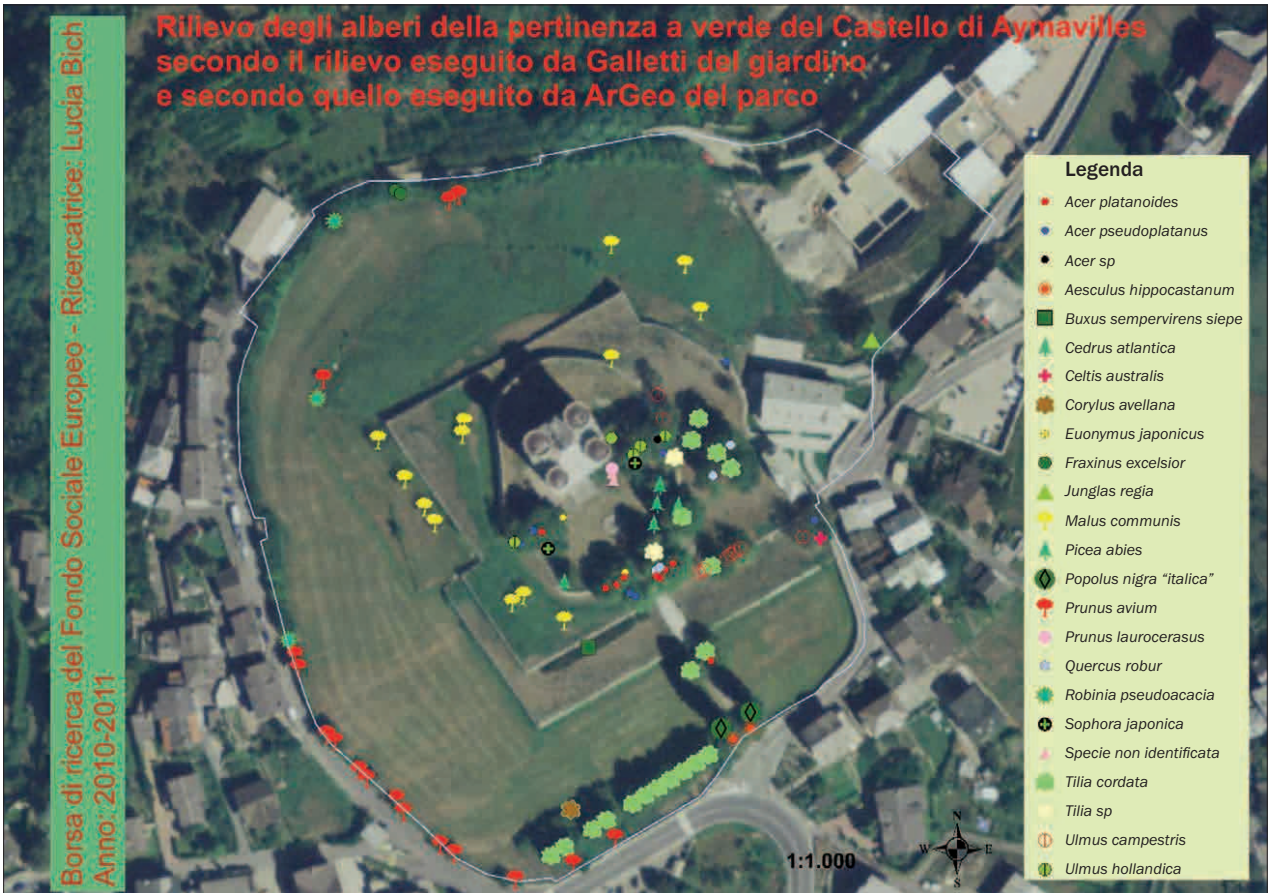 Rilievo degli alberi della pertinenza a verde del Castello di Aymavilles
secondo il rilievo eseguito da Galletti del giardino
e secondo quello eseguito da ArGeo del parco
Borsa di ricerca del Fondo Sociale Europeo - Ricercatrice: Lucia Bich
Anno: 2010-2011
Legenda
Acer platanoides
Acer pseudoplatanus
Acer sp
Aesculus hippocastanum
Buxus sempervirens siepe
Cedrus atlantica
Celtis australis
Corylus avellana
Euonymus japonicus
Fraxinus excelsior
Junglas regia
Malus communis
Picea abies
Popolus nigra "italica"
Prunus avium
Prunus laurocerasus
Quercus robur
Robinia pseudoacacia
Sophora japonica
Specie non identificata
Tilia cordata
Tilia sp
Ulmus campestris
Ulmus hollandica
1:1.000
N
W E
S